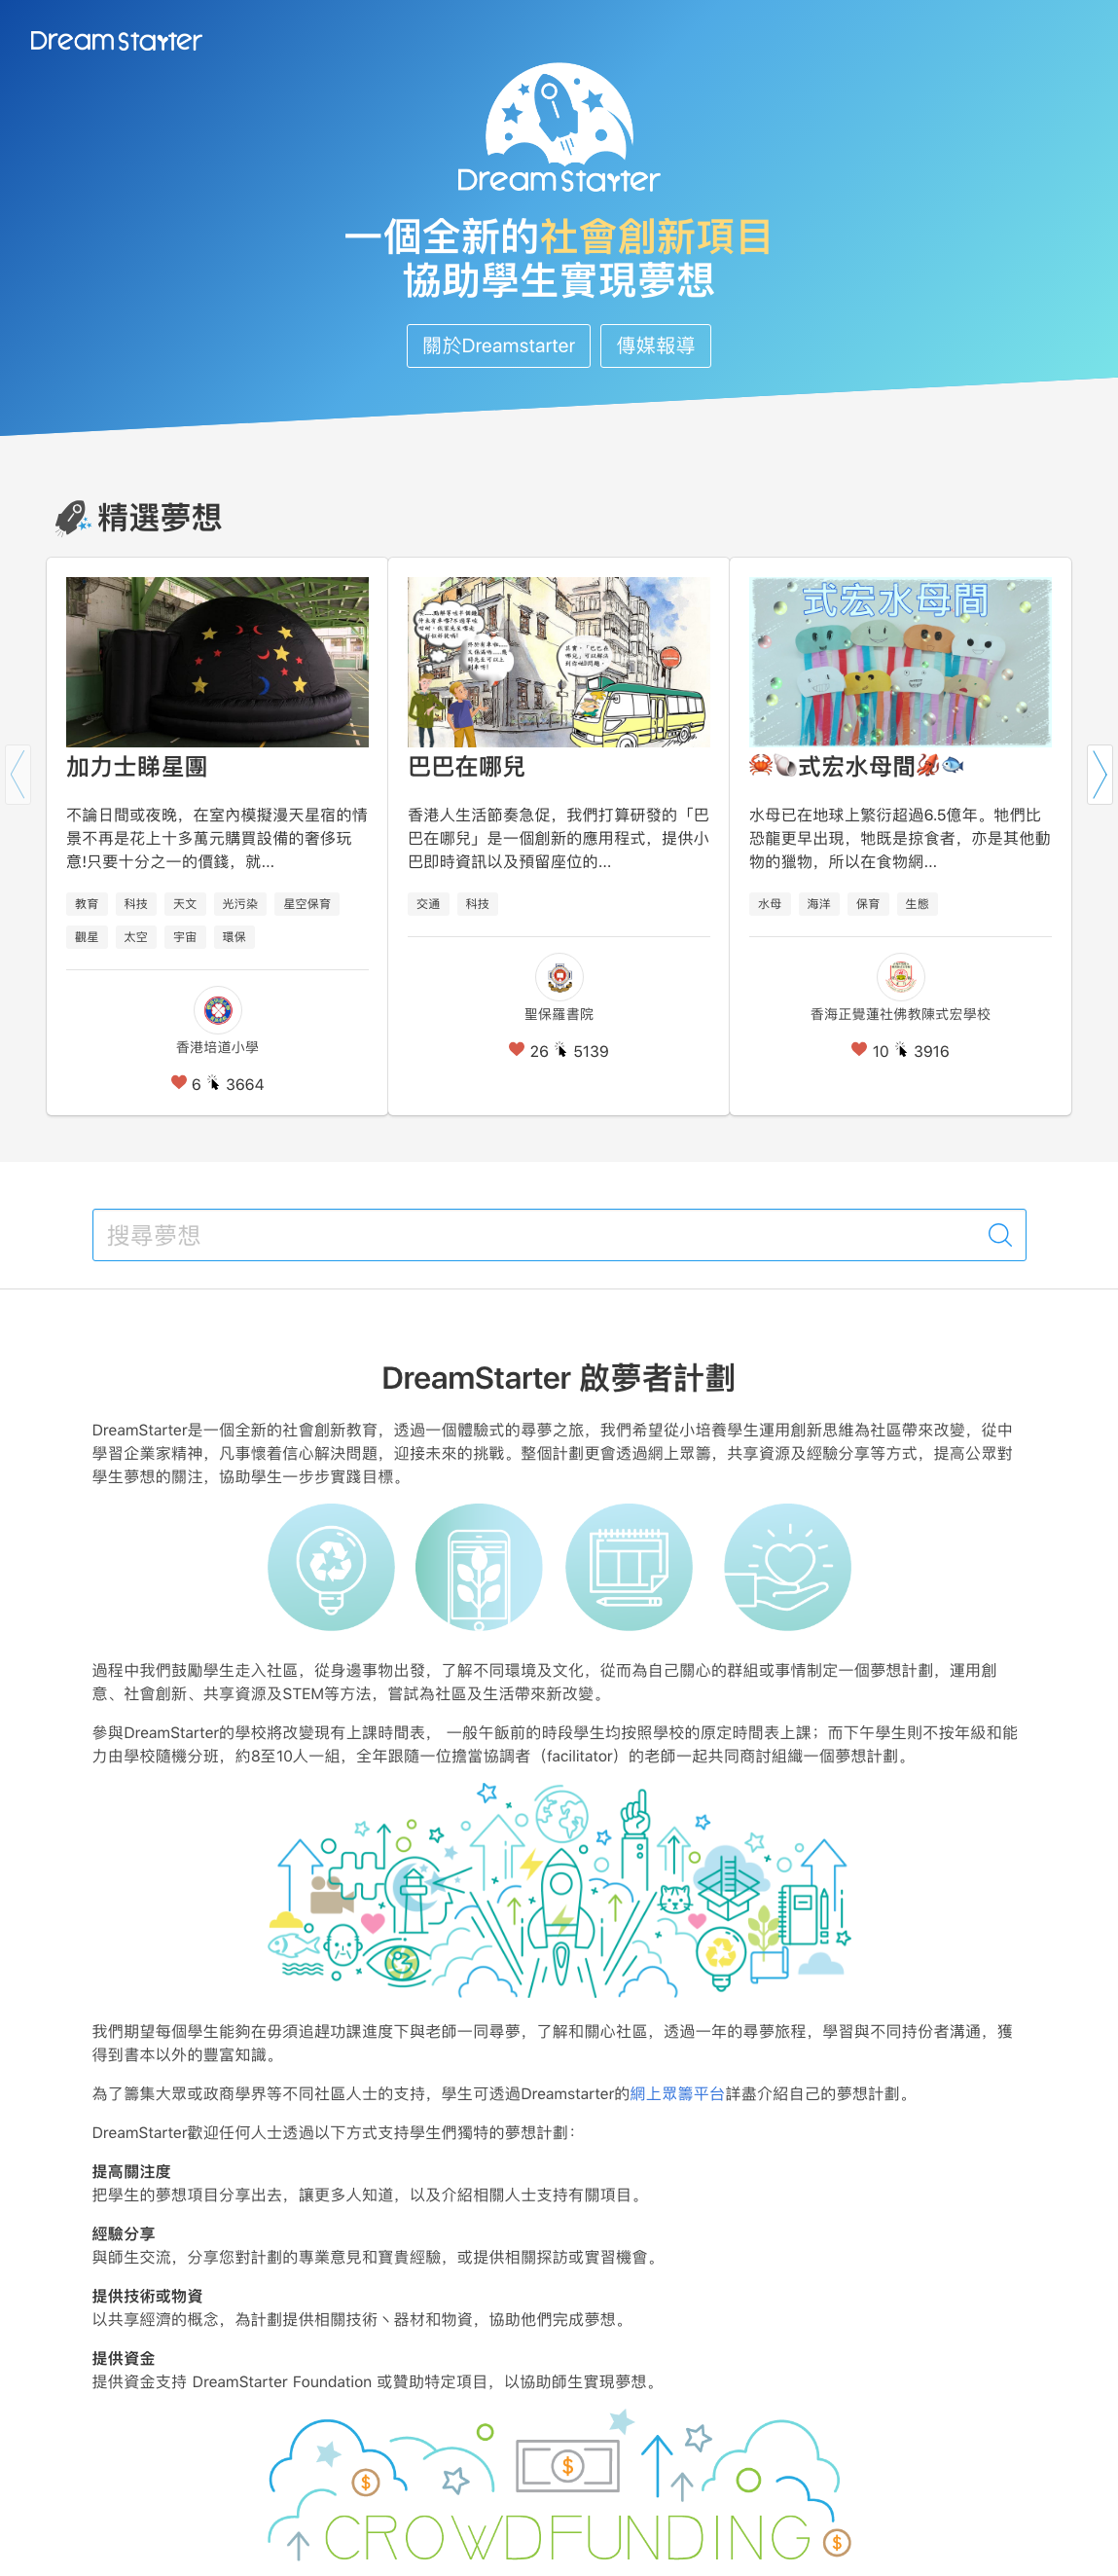 DreamStarter
DreamStarter
一個全新的社會創新項目
協助學生實現夢想
關於Dreamstarter
傳媒報導
精選夢想
加力士睇星團
不論日間或夜晚，在室內模擬漫天星宿的情
景不再是花上十多萬元購買設備的奢侈玩
意!只要十分之一的價錢，就...
教育 科技 天文 光污染 星空保育
觀星 太空 宇宙 環保
香港培道小學
6 3664
巴巴在哪兒
香港人生活節奏急促，我們打算研發的「巴
巴在哪兒」是一個創新的應用程式，提供小
巴即時資訊以及預留座位的...
交通 科技
聖保羅書院
26 5139
式宏水母間
🦀🐚式宏水母間🦑🐟
水母已在地球上繁衍超過6.5億年。牠們比
恐龍更早出現，牠既是掠食者，亦是其他動
物的獵物，所以在食物網...
水母 海洋 保育 生態
香海正覺蓮社佛教陳式宏學校
10 3916
搜尋夢想
DreamStarter 啟夢者計劃
DreamStarter是一個全新的社會創新教育，透過一個體驗式的尋夢之旅，我們希望從小培養學生運用創新思維為社區帶來改變，從中
學習企業家精神，凡事懷着信心解決問題，迎接未來的挑戰。整個計劃更會透過網上眾籌，共享資源及經驗分享等方式，提高公眾對
學生夢想的關注，協助學生一步步實踐目標。
過程中我們鼓勵學生走入社區，從身邊事物出發，了解不同環境及文化，從而為自己關心的群組或事情制定一個夢想計劃，運用創
意、社會創新、共享資源及STEM等方法，嘗試為社區及生活帶來新改變。
參與DreamStarter的學校將改變現有上課時間表， 一般午飯前的時段學生均按照學校的原定時間表上課；而下午學生則不按年級和能
力由學校隨機分班，約8至10人一組，全年跟隨一位擔當協調者（facilitator）的老師一起共同商討組織一個夢想計劃。
我們期望每個學生能夠在毋須追趕功課進度下與老師一同尋夢，了解和關心社區，透過一年的尋夢旅程，學習與不同持份者溝通，獲
得到書本以外的豐富知識。
為了籌集大眾或政商學界等不同社區人士的支持，學生可透過Dreamstarter的網上眾籌平台詳盡介紹自己的夢想計劃。
DreamStarter歡迎任何人士透過以下方式支持學生們獨特的夢想計劃：
提高關注度
把學生的夢想項目分享出去，讓更多人知道，以及介紹相關人士支持有關項目。
經驗分享
與師生交流，分享您對計劃的專業意見和寶貴經驗，或提供相關探訪或實習機會。
提供技術或物資
以共享經濟的概念，為計劃提供相關技術、器材和物資，協助他們完成夢想。
提供資金
提供資金支持 DreamStarter Foundation 或贊助特定項目，以協助師生實現夢想。
CROWDFUNDING